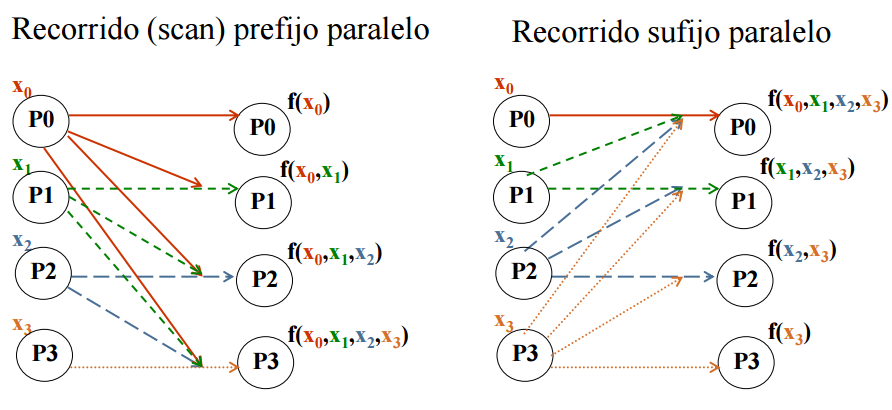 Recorrido (scan) prefijo paralelo
x₀
P0
f(x₀)
P0
x₁
P1
f(x₀,x₁)
P1
x₂
P2
f(x₀,x₁,x₂)
P2
x₃
P3
f(x₀,x₁,x₂,x₃)
P3
Recorrido sufijo paralelo
x₀
P0
f(x₀,x₁,x₂,x₃)
P0
x₁
P1
f(x₁,x₂,x₃)
P1
x₂
P2
f(x₂,x₃)
P2
x₃
P3
f(x₃)
P3